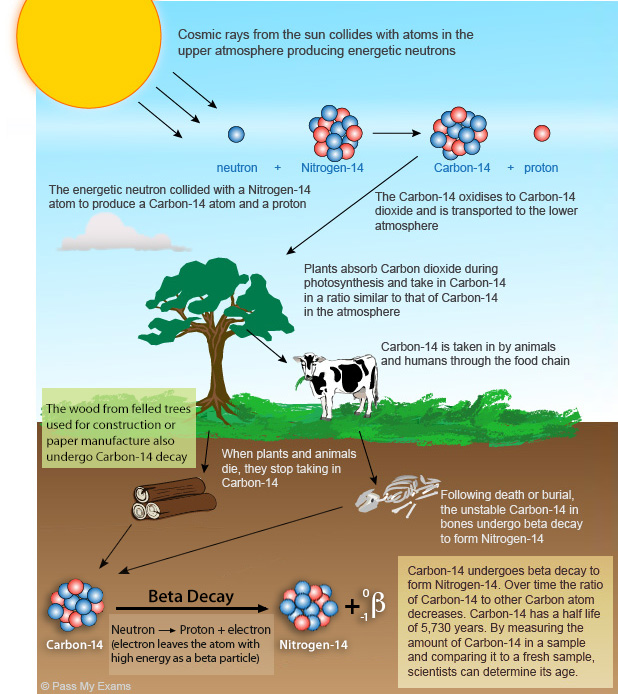 Cosmic rays from the sun collides with atoms in the
upper atmosphere producing energetic neutrons
neutron + Nitrogen-14 Carbon-14 + proton
The energetic neutron collided with a Nitrogen-14
atom to produce a Carbon-14 atom and a proton
The Carbon-14 oxidises to Carbon-14
dioxide and is transported to the lower
atmosphere
Plants absorb Carbon dioxide during
photosynthesis and take in Carbon-14
in a ratio similar to that of Carbon-14
in the atmosphere
Carbon-14 is taken in by animals
and humans through the food chain
The wood from felled trees
used for construction or
paper manufacture also
undergo Carbon-14 decay
When plants and animals
die, they stop taking in
Carbon-14
Following death or burial,
the unstable Carbon-14 in
bones undergo beta decay
to form Nitrogen-14
Carbon-14
Beta Decay
Neutron → Proton + electron
(electron leaves the atom with
high energy as a beta particle)
Nitrogen-14
+ 0 -1 β
Carbon-14 undergoes beta decay to
form Nitrogen-14. Over time the ratio
of Carbon-14 to other Carbon atom
decreases. Carbon-14 has a half life
of 5,730 years. By measuring the
amount of Carbon-14 in a sample
and comparing it to a fresh sample,
scientists can determine its age.
© Pass My Exams